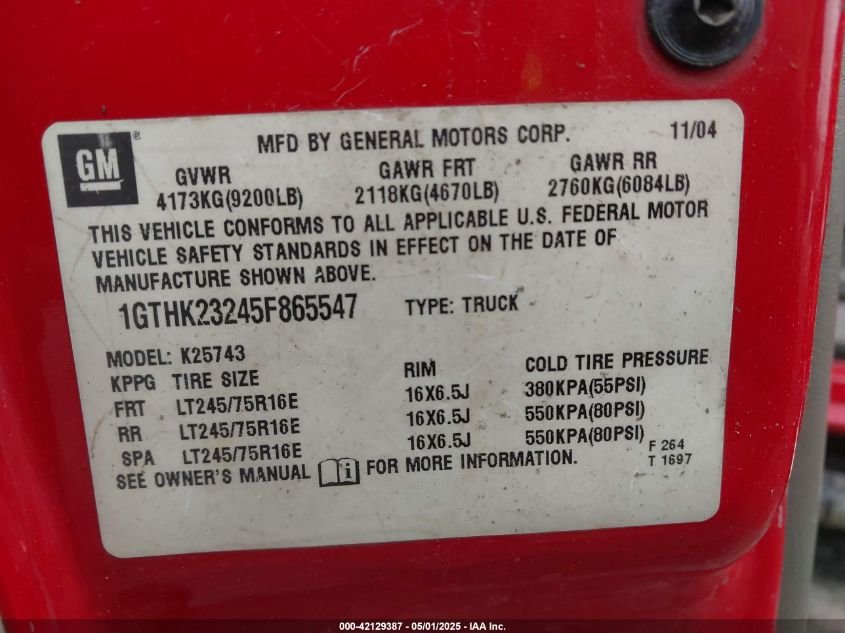 GM ® MFD BY GENERAL MOTORS CORP. 11/04
GVWR GAWR FRT GAWR RR
4173KG(9200LB) 2118KG(4670LB) 2760KG(6084LB)
THIS VEHICLE CONFORMS TO ALL APPLICABLE U.S. FEDERAL MOTOR
VEHICLE SAFETY STANDARDS IN EFFECT ON THE DATE OF
MANUFACTURE SHOWN ABOVE.
1GTHK23245F865547 TYPE: TRUCK
MODEL: K25743
KPPG TIRE SIZE RIM COLD TIRE PRESSURE
FRT LT245/75R16E 16X6.5J 380KPA(55PSI)
RR LT245/75R16E 16X6.5J 550KPA(80PSI)
SPA LT245/75R16E 16X6.5J 550KPA(80PSI)
SEE OWNER'S MANUAL i FOR MORE INFORMATION.
F 264
T 1697
000-42129387 - 05/01/2025 - IAA Inc.